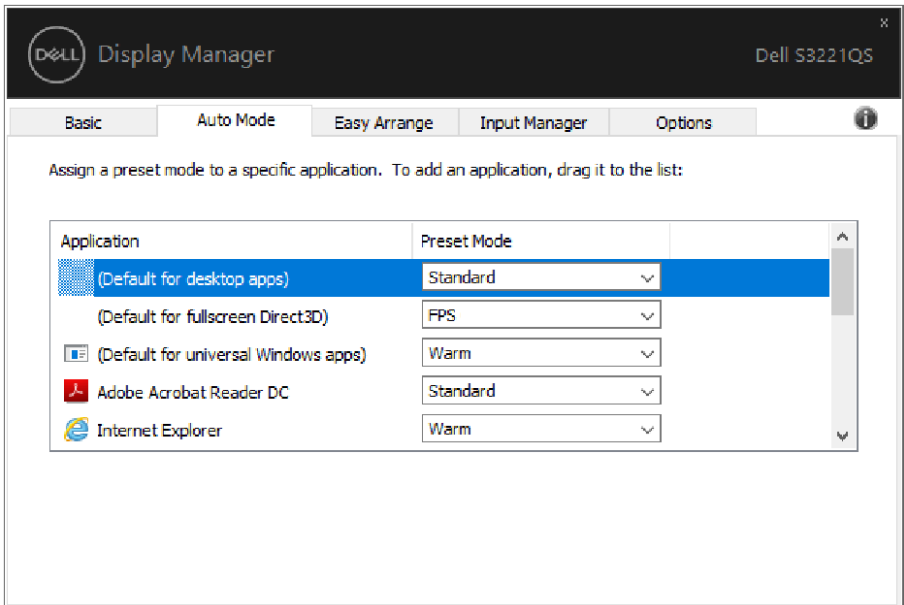 DELL Display Manager
x
Dell S3221QS
Basic Auto Mode Easy Arrange Input Manager Options
Assign a preset mode to a specific application. To add an application, drag it to the list:
Application Preset Mode
(Default for desktop apps) Standard
(Default for fullscreen Direct3D) FPS
(Default for universal Windows apps) Warm
Adobe Acrobat Reader DC Standard
Internet Explorer Warm